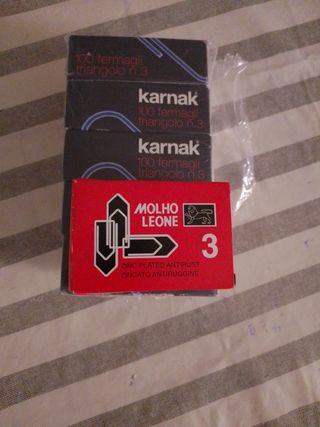 100 fermagli
triangolo n.3
karnak
100 fermagli
triangolo n.3
karnak
100 fermagli
triangolo n.3
MOLHO
LEONE
3
ZINC-PLATED ANTIRUST
ZINCATO ANTIRUGGINE